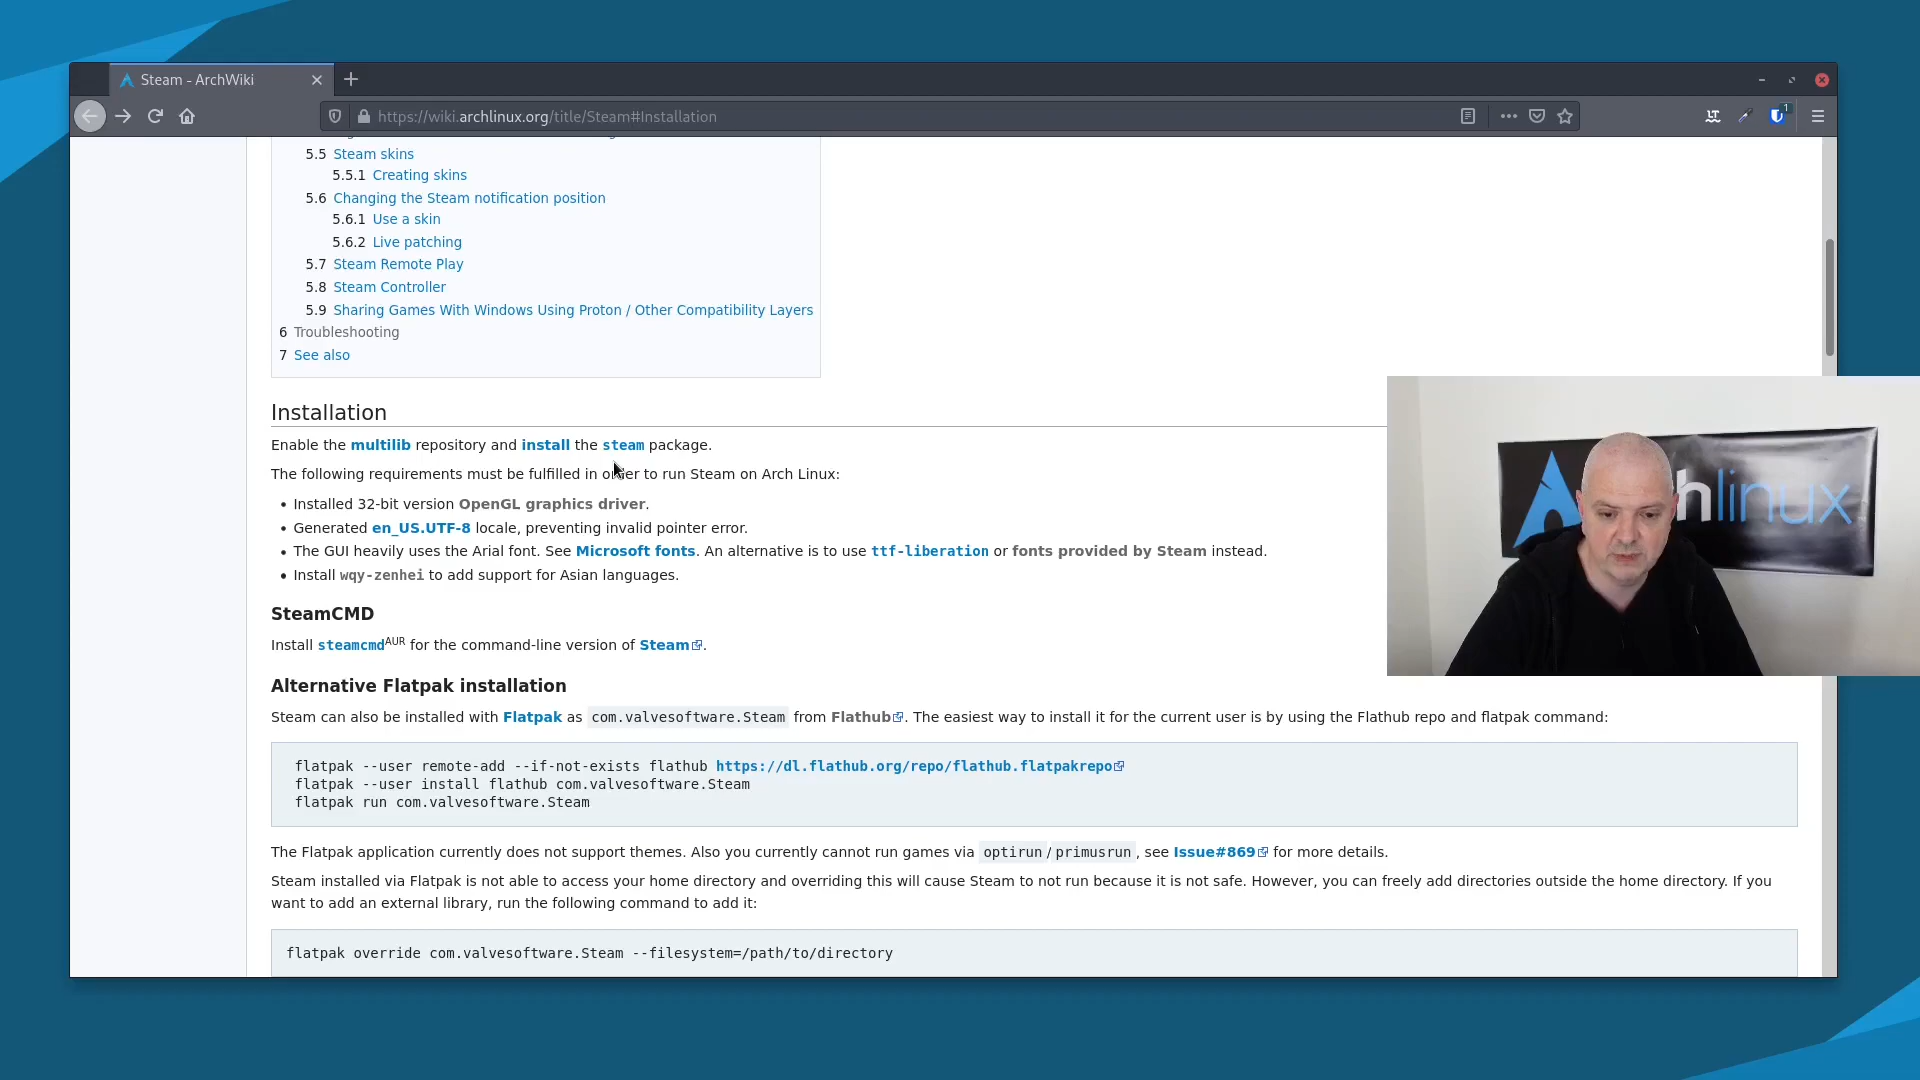 Steam - ArchWiki
https://wiki.archlinux.org/title/Steam#Installation
1
5.5 Steam skins
5.5.1 Creating skins
5.6 Changing the Steam notification position
5.6.1 Use a skin
5.6.2 Live patching
5.7 Steam Remote Play
5.8 Steam Controller
5.9 Sharing Games With Windows Using Proton / Other Compatibility Layers
6 Troubleshooting
7 See also
Installation
Enable the multilib repository and install the steam package.
The following requirements must be fulfilled in order to run Steam on Arch Linux:
• Installed 32-bit version OpenGL graphics driver.
• Generated en_US.UTF-8 locale, preventing invalid pointer error.
• The GUI heavily uses the Arial font. See Microsoft fonts. An alternative is to use ttf-liberation or fonts provided by Steam instead.
• Install wqy-zenhei to add support for Asian languages.
SteamCMD
Install steamcmdAUR for the command-line version of Steam.
Alternative Flatpak installation
Steam can also be installed with Flatpak as com.valvesoftware.Steam from Flathub. The easiest way to install it for the current user is by using the Flathub repo and flatpak command:
flatpak --user remote-add --if-not-exists flathub https://dl.flathub.org/repo/flathub.flatpakrepo
flatpak --user install flathub com.valvesoftware.Steam
flatpak run com.valvesoftware.Steam
The Flatpak application currently does not support themes. Also you currently cannot run games via optirun/primusrun, see Issue#869 for more details.
Steam installed via Flatpak is not able to access your home directory and overriding this will cause Steam to not run because it is not safe. However, you can freely add directories outside the home directory. If you
want to add an external library, run the following command to add it:
flatpak override com.valvesoftware.Steam --filesystem=/path/to/directory
hlinux